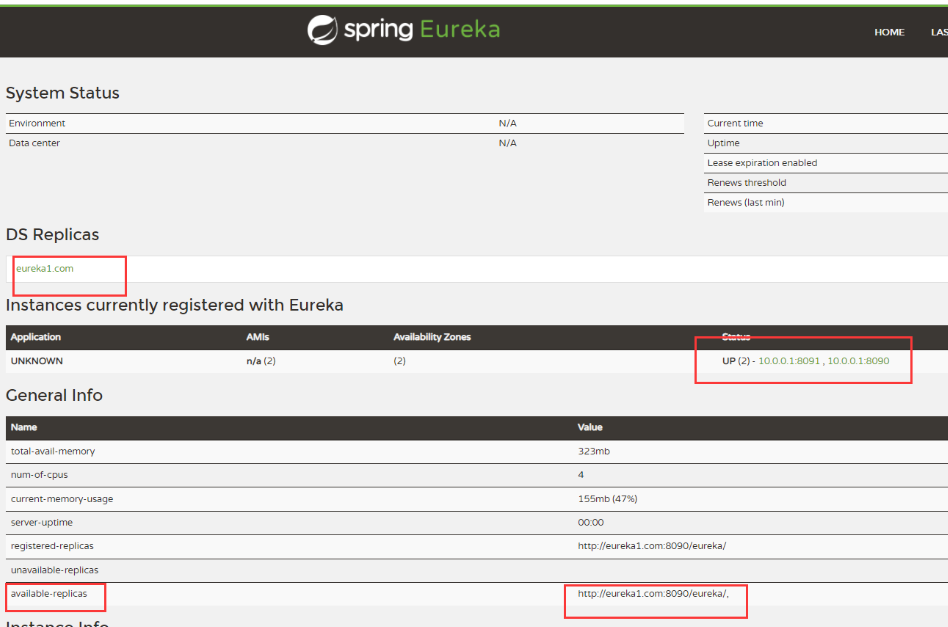 spring Eureka
HOME LAS
System Status
Environment N/A
Data center N/A
Current time
Uptime
Lease expiration enabled
Renews threshold
Renews (last min)
DS Replicas
eureka1.com
Instances currently registered with Eureka
Application AMIs Availability Zones Status
UNKNOWN n/a (2) (2) UP (2) - 10.0.0.1:8091 , 10.0.0.1:8090
General Info
Name Value
total-avail-memory 323mb
num-of-cpus 4
current-memory-usage 155mb (47%)
server-uptime 00:00
registered-replicas http://eureka1.com:8090/eureka/
unavailable-replicas
available-replicas http://eureka1.com:8090/eureka/,
Instance Info